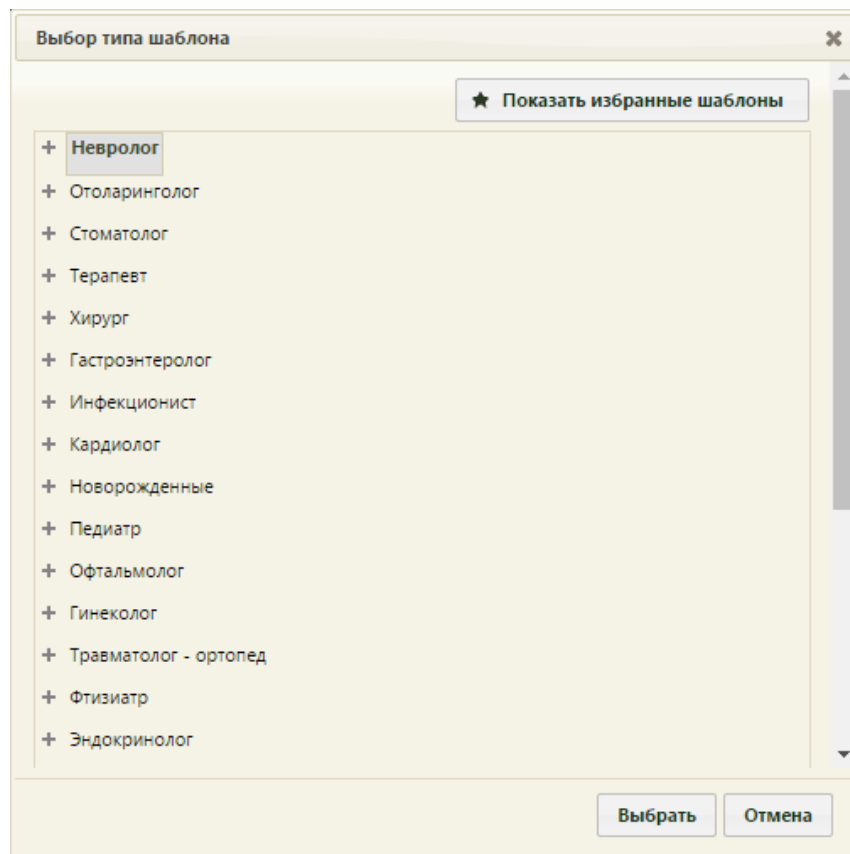 Выбор типа шаблона
Показать избранные шаблоны
Невролог
Отоларинголог
Стоматолог
Терапевт
Хирург
Гастроэнтеролог
Инфекционист
Кардиолог
Новорожденные
Педиатр
Офтальмолог
Гинеколог
Травматолог - ортопед
Фтизиатр
Эндокринолог
Выбрать Отмена